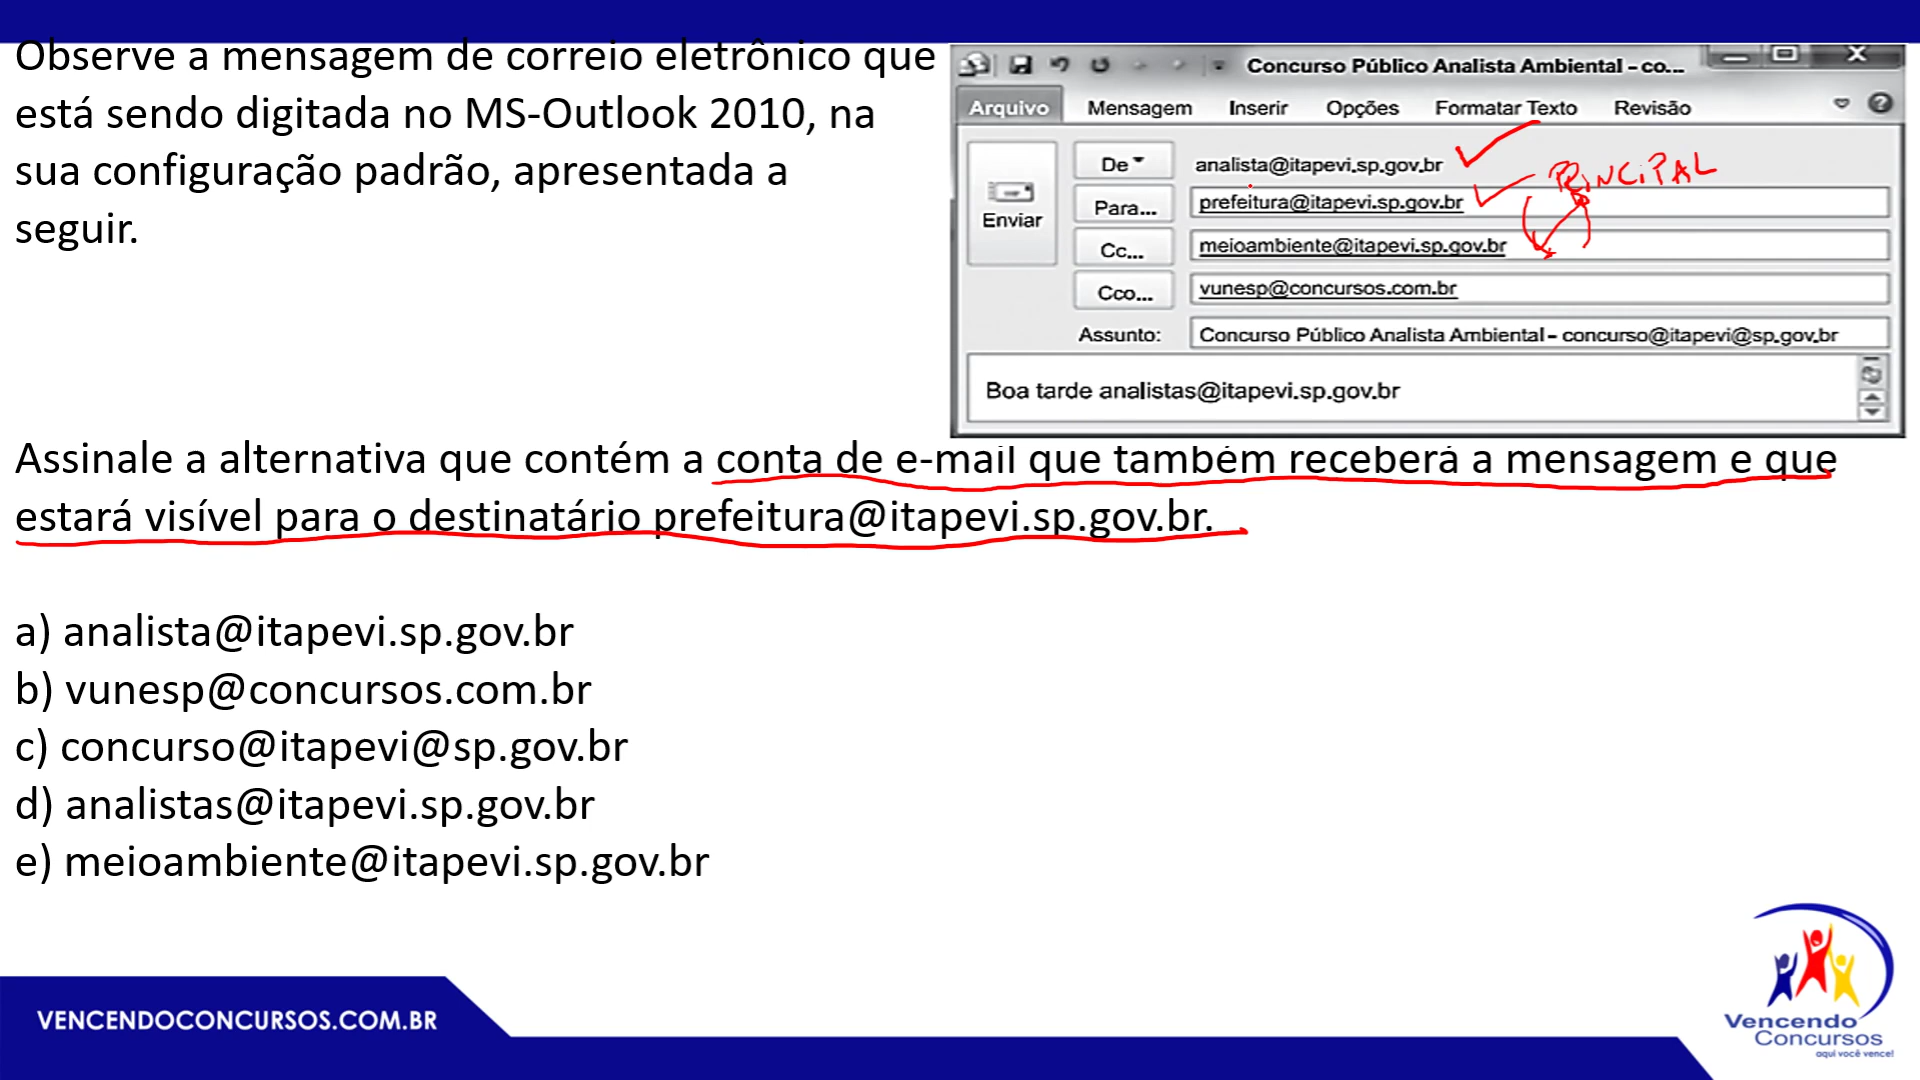 Observe a mensagem de correio eletrônico que
está sendo digitada no MS-Outlook 2010, na
sua configuração padrão, apresentada a
seguir.
Concurso Público Analista Ambiental – co...
Arquivo Mensagem Inserir Opções Formatar Texto Revisão
Enviar
De analista@itapevi.sp.gov.br
PRINCIPAL
Para... prefeitura@itapevi.sp.gov.br
Cc... meioambiente@itapevi.sp.gov.br
Cco... vunesp@concursos.com.br
Assunto: Concurso Público Analista Ambiental – concurso@itapevi@sp.gov.br
Boa tarde analistas@itapevi.sp.gov.br
Assinale a alternativa que contém a conta de e-mail que também receberá a mensagem e que
estará visível para o destinatário prefeitura@itapevi.sp.gov.br.
a) analista@itapevi.sp.gov.br
b) vunesp@concursos.com.br
c) concurso@itapevi@sp.gov.br
d) analistas@itapevi.sp.gov.br
e) meioambiente@itapevi.sp.gov.br
VENCENDOCONCURSOS.COM.BR
Vencendo
Concursos
aqui você vence!